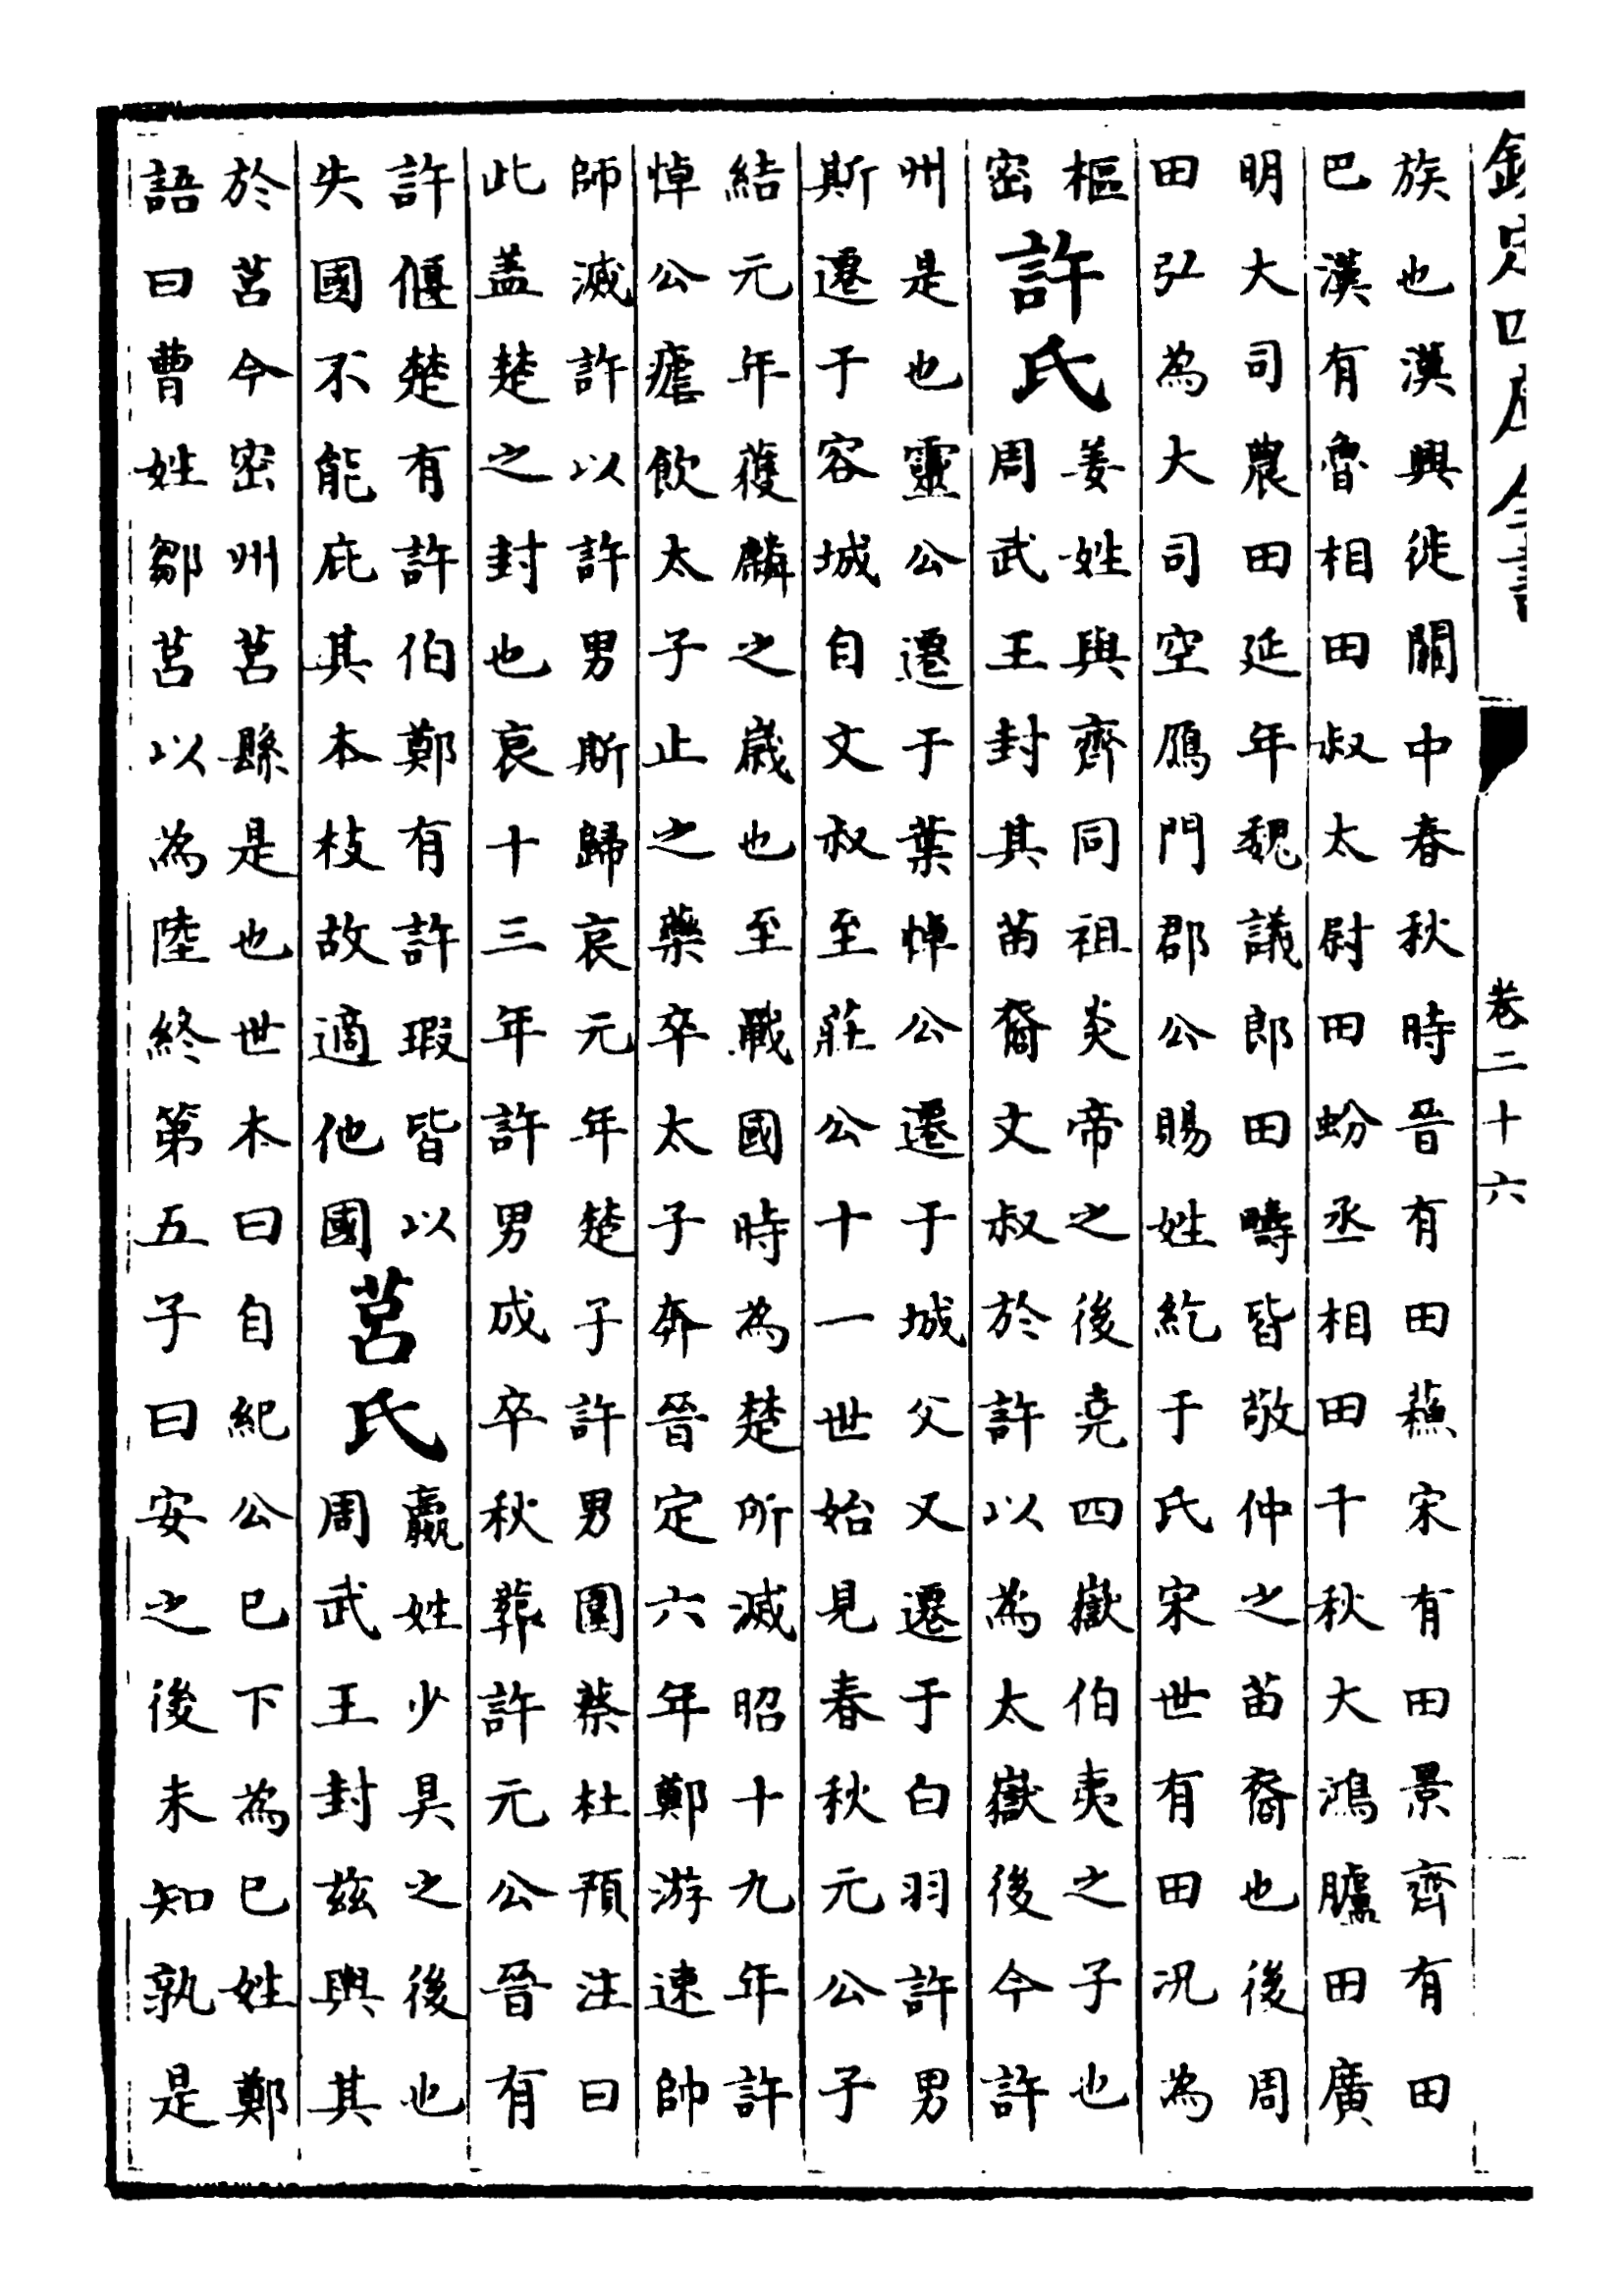 欽定四庫全書
卷二十六
族也漢興徙關中春秋時晉有田蘇宋有田景齊有田
巴漢有魯相田叔太尉田蚡丞相田千秋大鴻臚田廣
明大司農田延年魏議郎田疇皆敬仲之苗裔也後周
田弘為大司空鴈門郡公賜姓紇于氏宋世有田况為
樞
密
許氏
姜姓與齊同祖炎帝之後堯四嶽伯夷之子也
周武王封其苗裔文叔於許以為太嶽後今許
州是也靈公遷于葉悼公遷于城父又遷于白羽許男
斯遷于容城自文叔至莊公十一世始見春秋元公子
結元年獲麟之歲也至戰國時為楚所滅昭十九年許
悼公瘧飲太子止之藥卒太子奔晉定六年鄭游速帥
師滅許以許男斯歸哀元年楚子許男圍蔡杜預注曰
此盖楚之封也哀十三年許男成卒秋葬許元公晉有
許偃楚有許伯鄭有許瑕皆以
失國不能庇其本枝故適他國
莒氏
嬴姓少昊之後也
周武王封茲輿其
於莒今密州莒縣是也世本曰自紀公已下為已姓鄭
語曰曹姓鄒莒以為陸終第五子曰安之後未知孰是